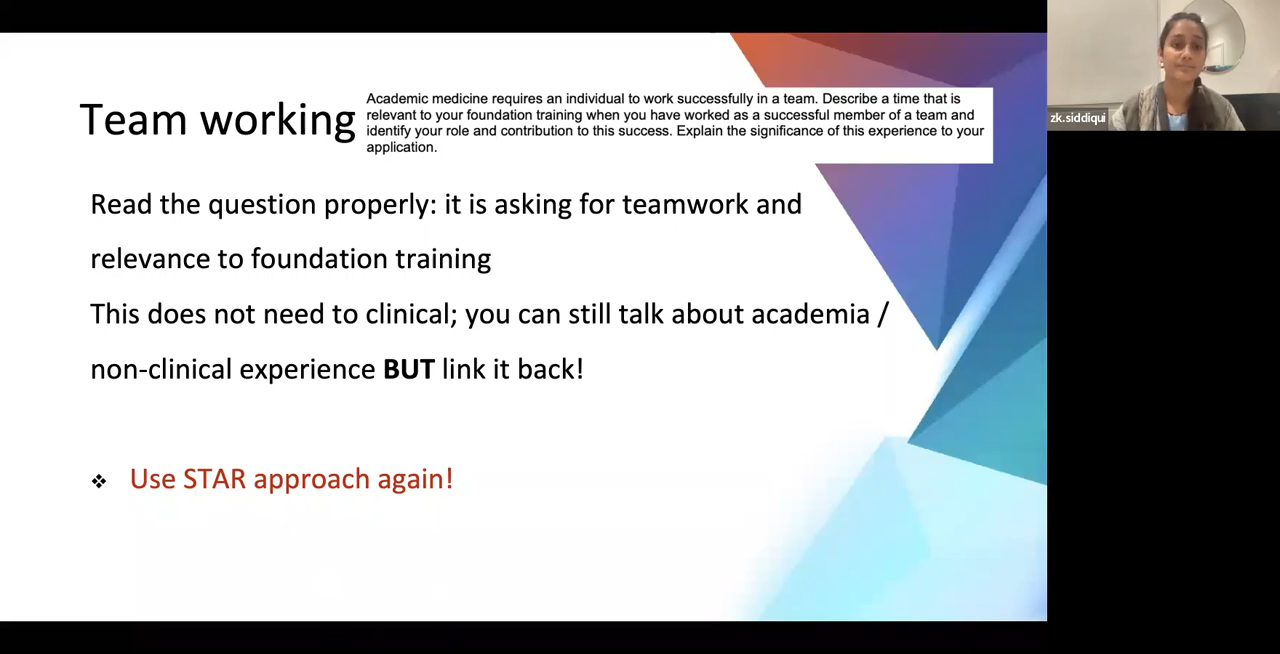 Team working
Academic medicine requires an individual to work successfully in a team. Describe a time that is
relevant to your foundation training when you have worked as a successful member of a team and
identify your role and contribution to this success. Explain the significance of this experience to your
application.
Read the question properly: it is asking for teamwork and
relevance to foundation training
This does not need to clinical; you can still talk about academia /
non-clinical experience BUT link it back!
❖ Use STAR approach again!
zk.siddiqui